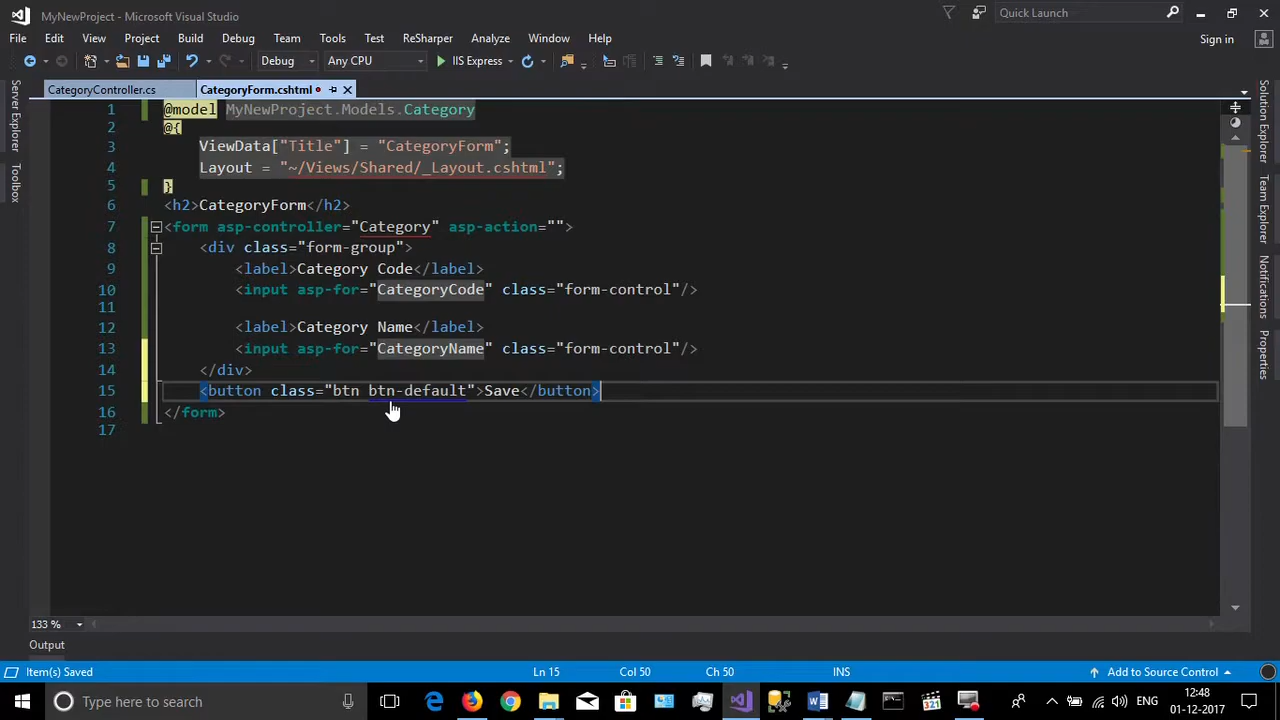 MyNewProject - Microsoft Visual Studio
Quick Launch
File Edit View Project Build Debug Team Tools Test ReSharper Analyze Window Help
Sign in
Debug Any CPU IIS Express
CategoryController.cs CategoryForm.cshtml
Server Explorer
Toolbox
1 @model MyNewProject.Models.Category
2 @{
3 ViewData["Title"] = "CategoryForm";
4 Layout = "~/Views/Shared/_Layout.cshtml";
5 }
6 <h2>CategoryForm</h2>
7 <form asp-controller="Category" asp-action="">
8 <div class="form-group">
9 <label>Category Code</label>
10 <input asp-for="CategoryCode" class="form-control"/>
11
12 <label>Category Name</label>
13 <input asp-for="CategoryName" class="form-control"/>
14 </div>
15 <button class="btn btn-default">Save</button>
16 </form>
17
Solution Explorer
Team Explorer
Notifications
Properties
133 %
Output
Item(s) Saved Ln 15 Col 50 Ch 50 INS Add to Source Control
Type here to search
321
ENG
12:48
01-12-2017